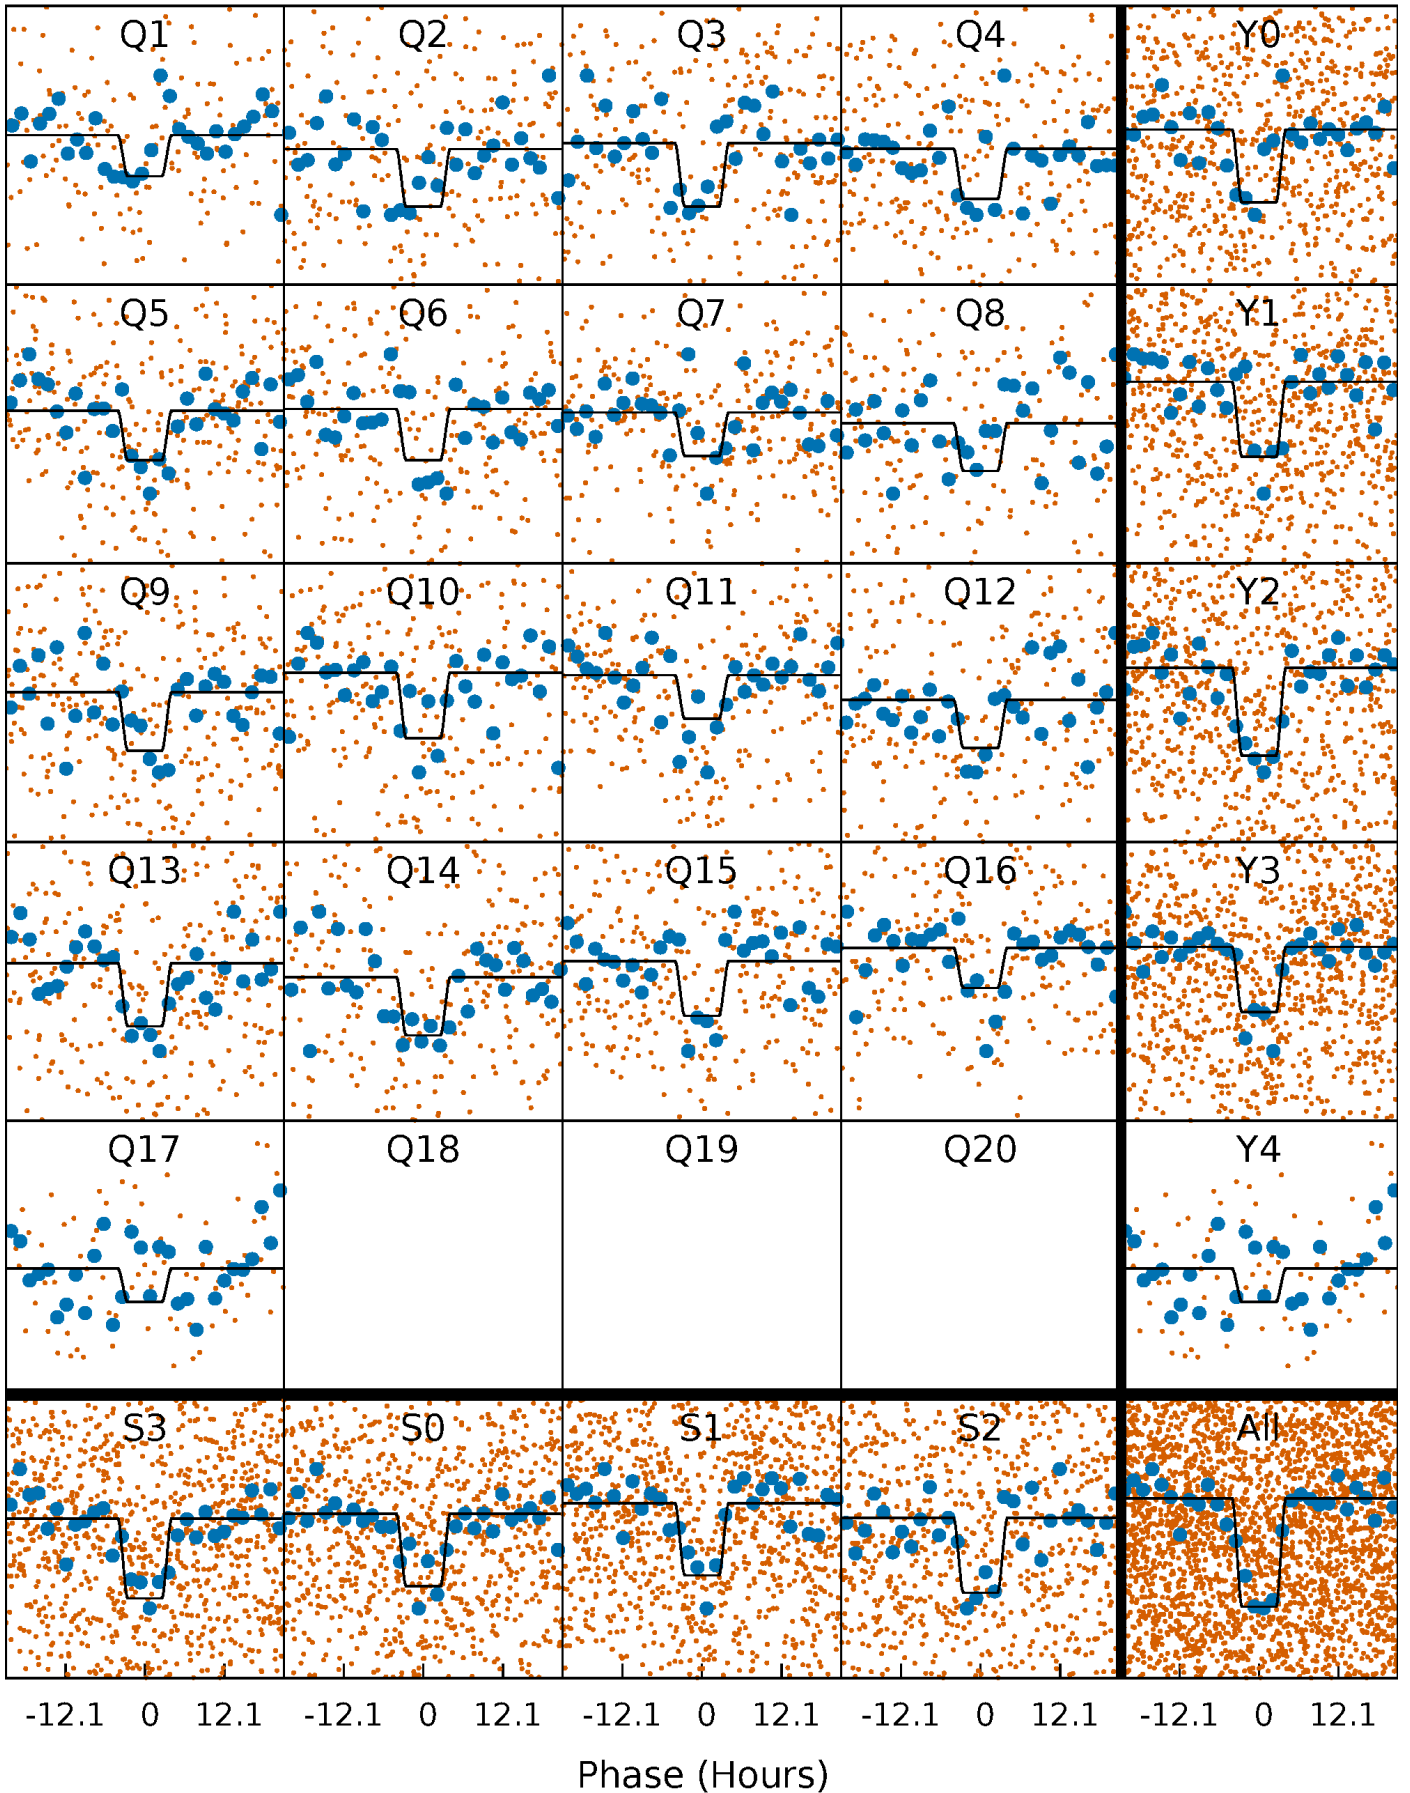 Q1 Q2 Q3 Q4 Y0
Q5 Q6 Q7 Q8 Y1
Q9 Q10 Q11 Q12 Y2
Q13 Q14 Q15 Q16 Y3
Q17 Q18 Q19 Q20 Y4
S3 S0 S1 S2 All
-12.1 0 12.1 -12.1 0 12.1 -12.1 0 12.1 -12.1 0 12.1 -12.1 0 12.1
Phase (Hours)